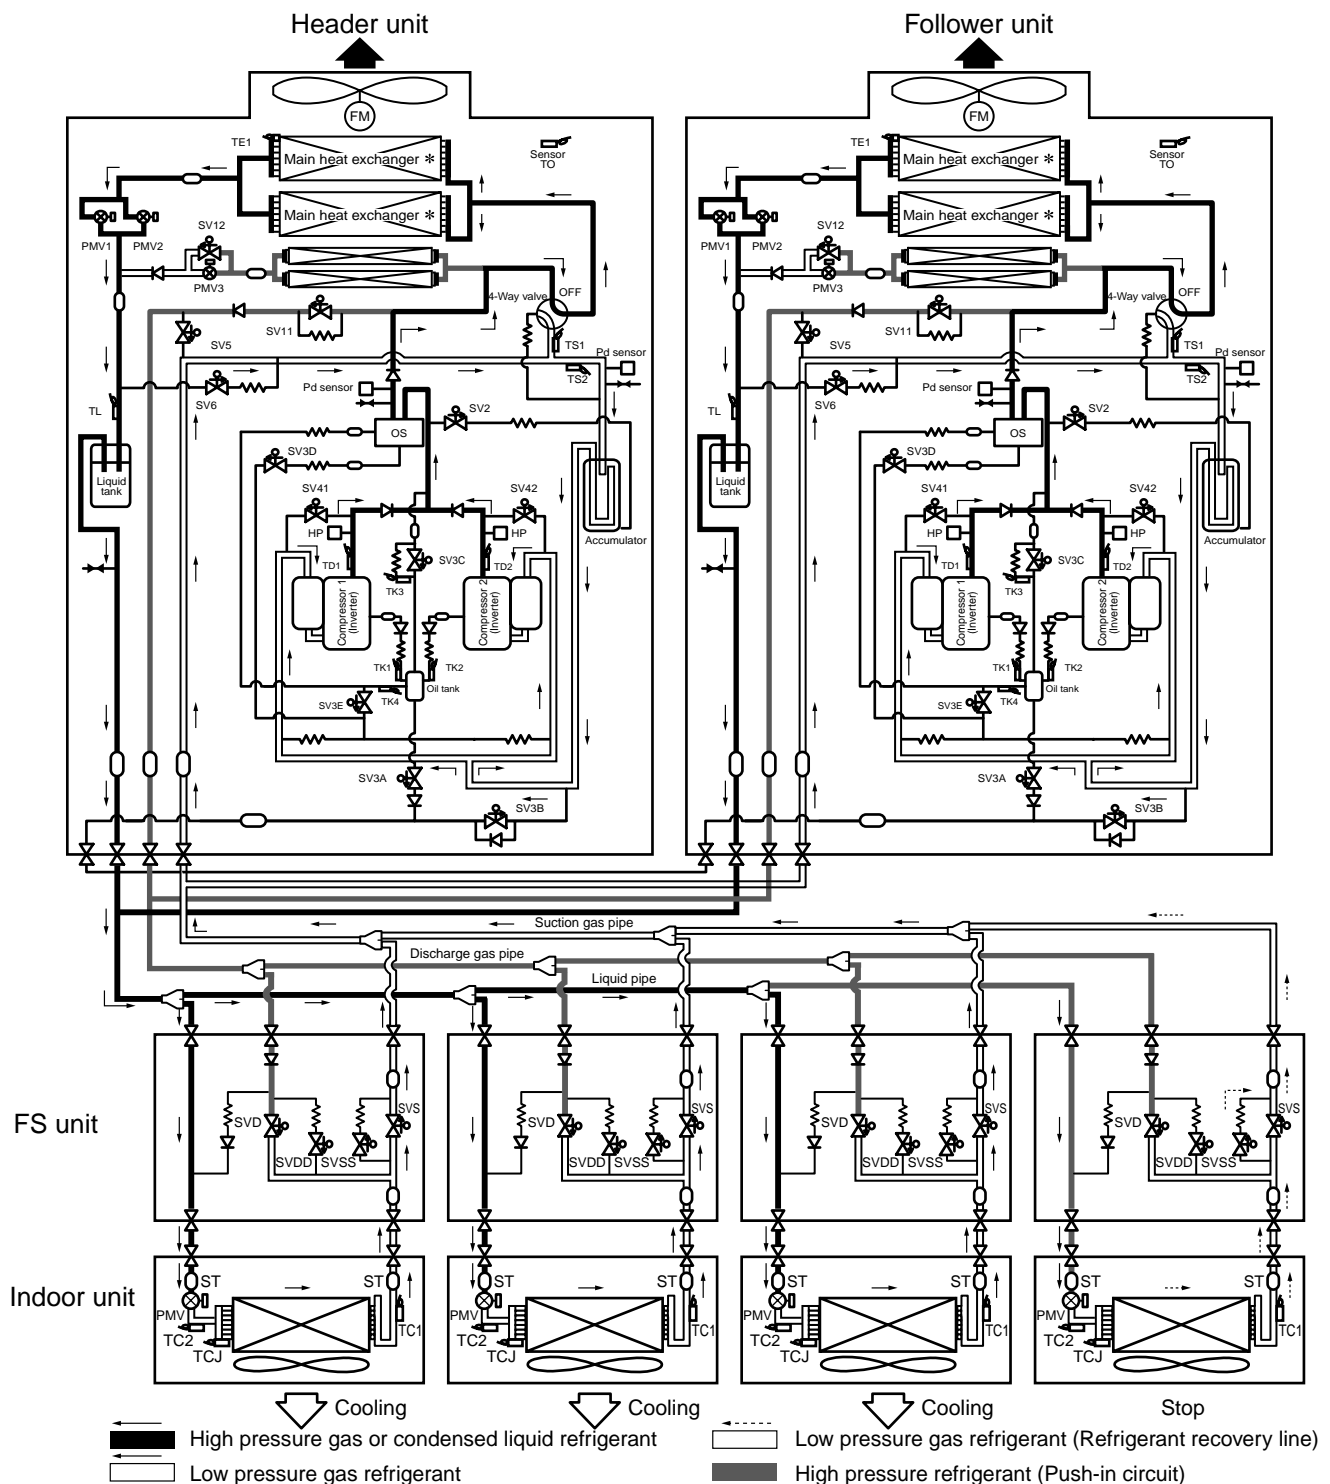 Header unit
Follower unit
FM
FM
TE1
Main heat exchanger *
Sensor
TO
TE1
Main heat exchanger *
Sensor
TO
Main heat exchanger *
Main heat exchanger *
PMV1
PMV2
SV12
PMV3
4-Way valve
OFF
PMV1
PMV2
SV12
PMV3
4-Way valve
OFF
SV5
SV11
TS1
Pd sensor
TS2
SV5
SV11
TS1
Pd sensor
TS2
SV6
Pd sensor
SV2
SV6
Pd sensor
SV2
TL
OS
SV3D
TL
OS
SV3D
Liquid
tank
SV41
SV42
Liquid
tank
SV41
SV42
HP
HP
Accumulator
HP
HP
Accumulator
TD1
SV3C
TD2
TD1
SV3C
TD2
TK3
TK3
Compressor 1
(Inverter)
Compressor 2
(Inverter)
Compressor 1
(Inverter)
Compressor 2
(Inverter)
TK1
TK2
TK1
TK2
Oil tank
TK4
SV3E
Oil tank
TK4
SV3E
SV3A
SV3A
SV3B
SV3B
Suction gas pipe
Discharge gas pipe
Liquid pipe
FS unit
SVD
SVDD
SVSS
SVS
SVD
SVDD
SVSS
SVS
SVD
SVDD
SVSS
SVS
SVD
SVDD
SVSS
SVS
Indoor unit
ST
ST
PMV
TC2
TCJ
TC1
ST
ST
PMV
TC2
TCJ
TC1
ST
ST
PMV
TC2
TCJ
TC1
ST
ST
PMV
TC2
TCJ
TC1
Cooling
Cooling
Cooling
Stop
High pressure gas or condensed liquid refrigerant
Low pressure gas refrigerant (Refrigerant recovery line)
Low pressure gas refrigerant
High pressure refrigerant (Push-in circuit)